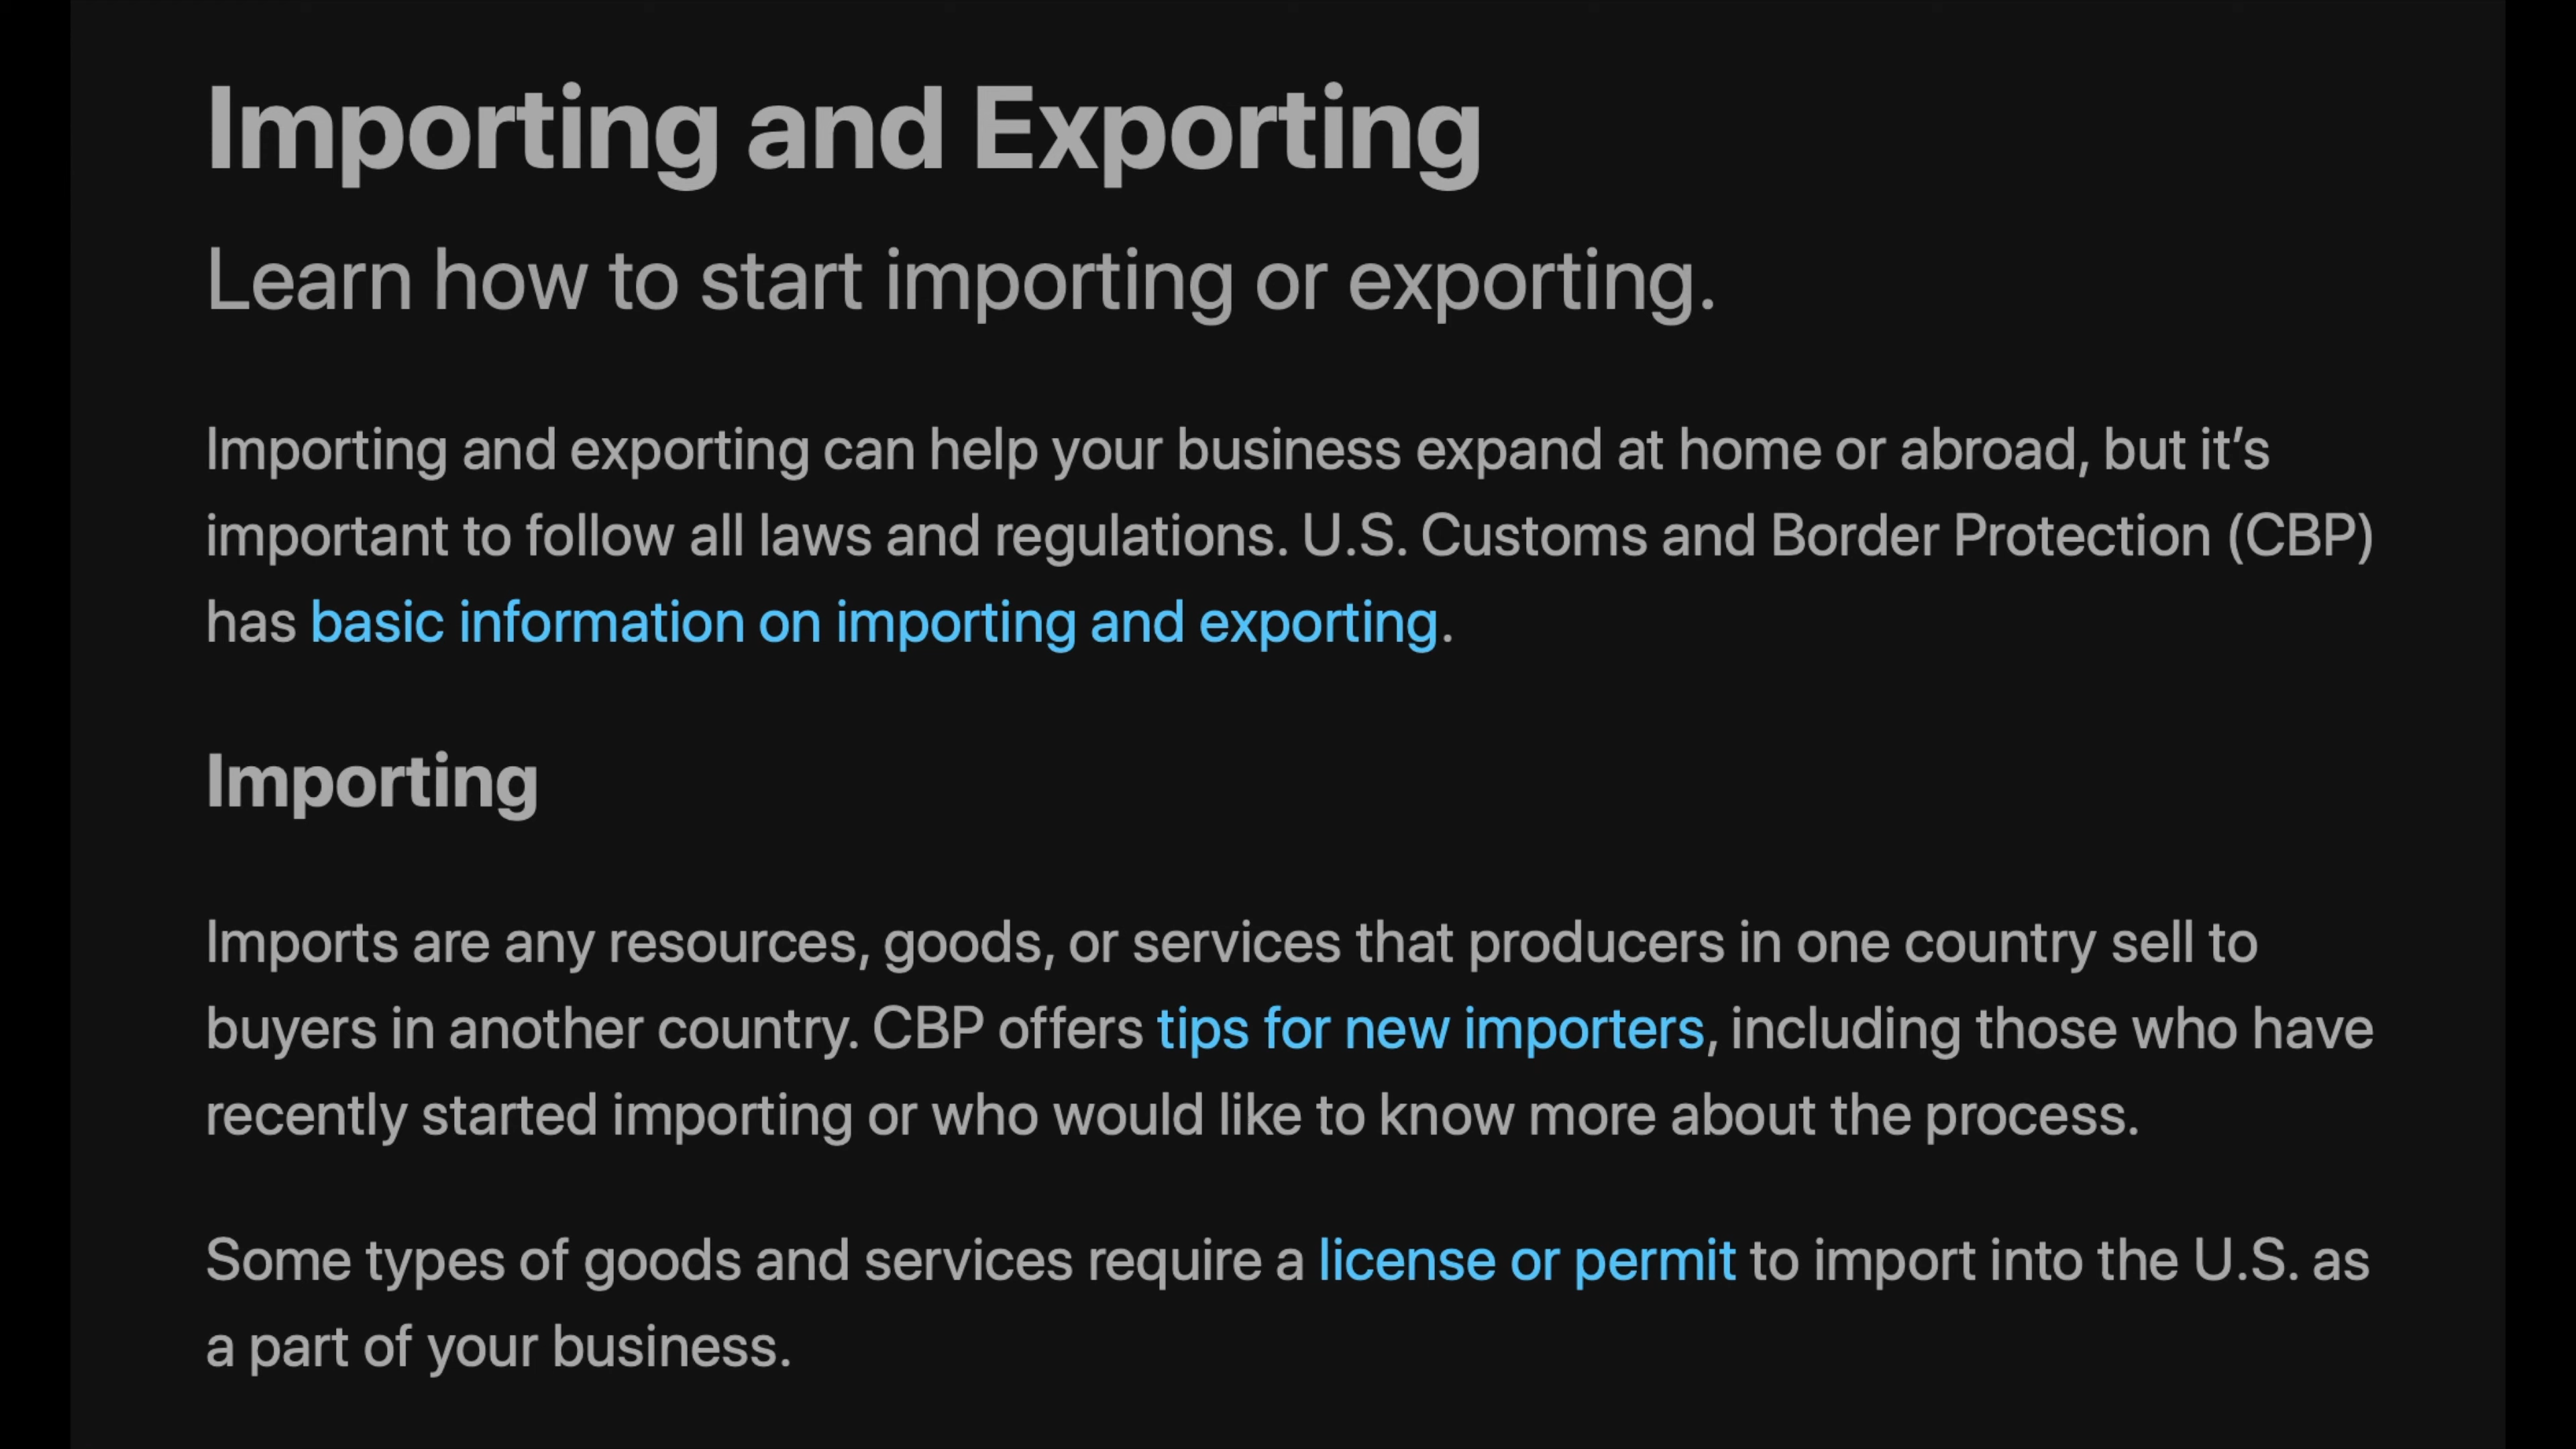 Importing and Exporting
Learn how to start importing or exporting.
Importing and exporting can help your business expand at home or abroad, but it’s
important to follow all laws and regulations. U.S. Customs and Border Protection (CBP)
has basic information on importing and exporting.
Importing
Imports are any resources, goods, or services that producers in one country sell to
buyers in another country. CBP offers tips for new importers, including those who have
recently started importing or who would like to know more about the process.
Some types of goods and services require a license or permit to import into the U.S. as
a part of your business.